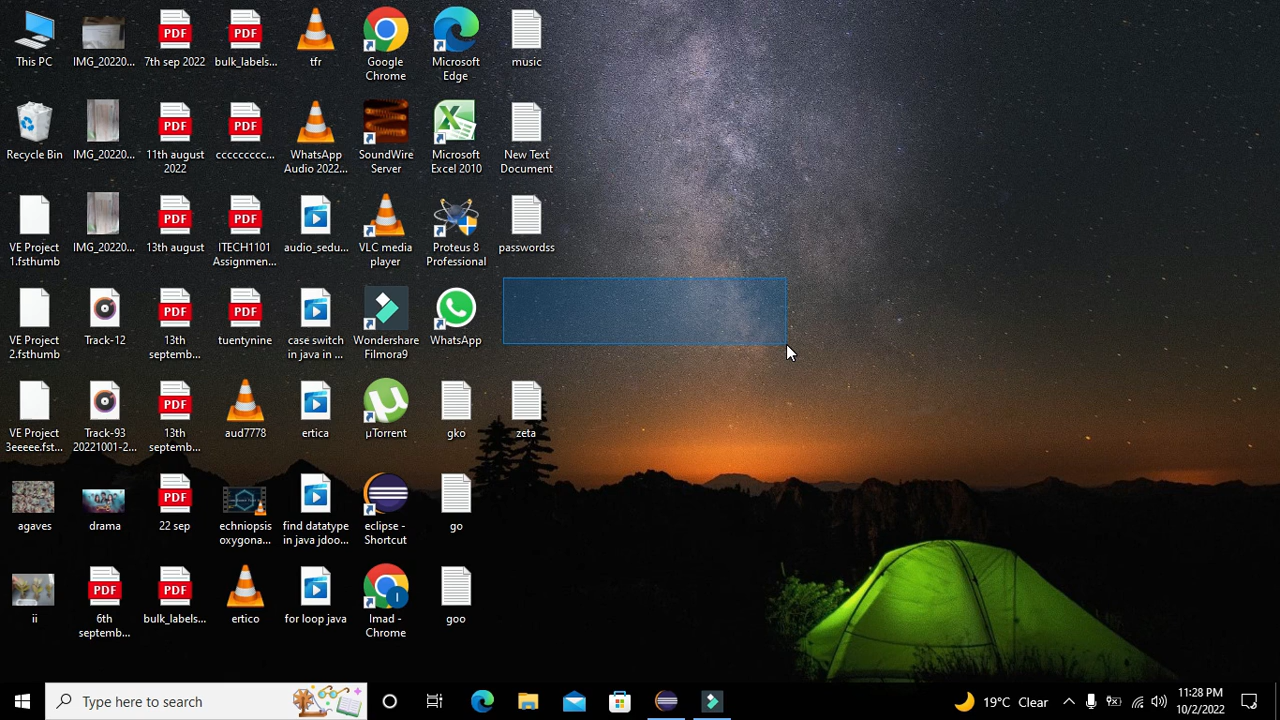 This PC
IMG_20220...
7th sep 2022
bulk_labels...
tfr
Google
Chrome
Microsoft
Edge
music
Recycle Bin
IMG_20220...
11th august
2022
cccccccccc...
WhatsApp
Audio 2022...
SoundWire
Server
Microsoft
Excel 2010
New Text
Document
VE Project
1.fsthumb
IMG_20220...
13th august
ITECH1101
Assignmen...
audio_sedu...
VLC media
player
Proteus 8
Professional
passwordss
VE Project
2.fsthumb
Track-12
13th
septemb...
tuentynine
case switch
in java in ...
Wondershare
Filmora9
WhatsApp
VE Project
3eeeee.fst...
Track-93
20221001-2...
13th
septemb...
aud7778
ertica
µTorrent
gko
zeta
agaves
drama
22 sep
echniopsis
oxygona...
find datatype
in java jdoo...
eclipse -
Shortcut
go
ii
6th
septemb...
bulk_labels...
ertico
for loop java
Imad -
Chrome
goo
Type here to search
19°C Clear
11:28 PM
10/2/2022